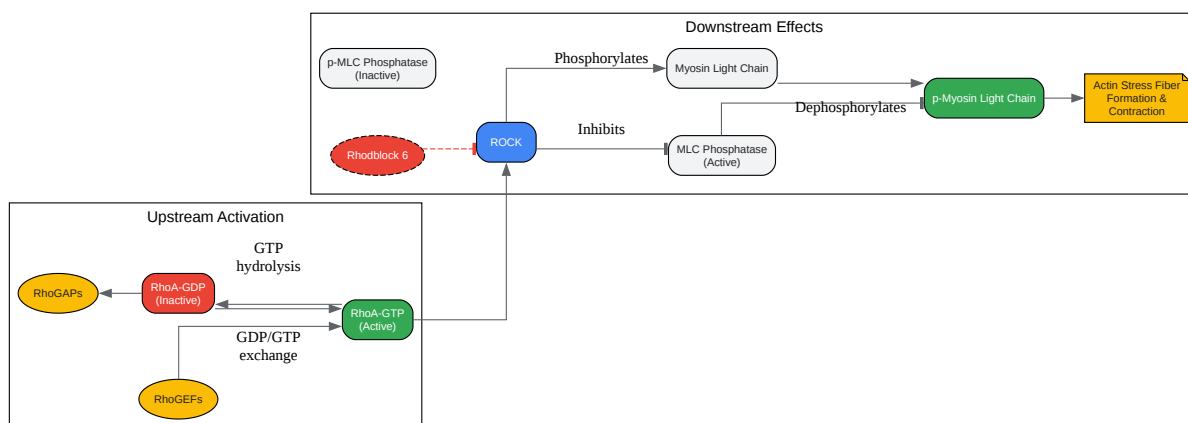 Downstream Effects
p-MLC Phosphatase
(Inactive)
Phosphorylates
Myosin Light Chain
p-Myosin Light Chain
Actin Stress Fiber
Formation &
Contraction
Dephosphorylates
Rhodblock 6
ROCK
Inhibits
MLC Phosphatase
(Active)
Upstream Activation
GTP
hydrolysis
RhoGAPs
RhoA-GDP
(Inactive)
RhoA-GTP
(Active)
GDP/GTP
exchange
RhoGEFs